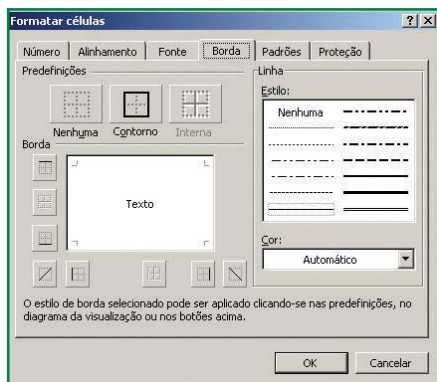 Formatar células
Número Alinhamento Fonte Borda Padrões Proteção
Predefinições
Nenhuma Contorno Interna
Borda
Texto
Linha
Estilo:
Nenhuma
Cor:
Automático
O estilo de borda selecionado pode ser aplicado clicando-se nas predefinições, no
diagrama da visualização ou nos botões acima.
OK Cancelar